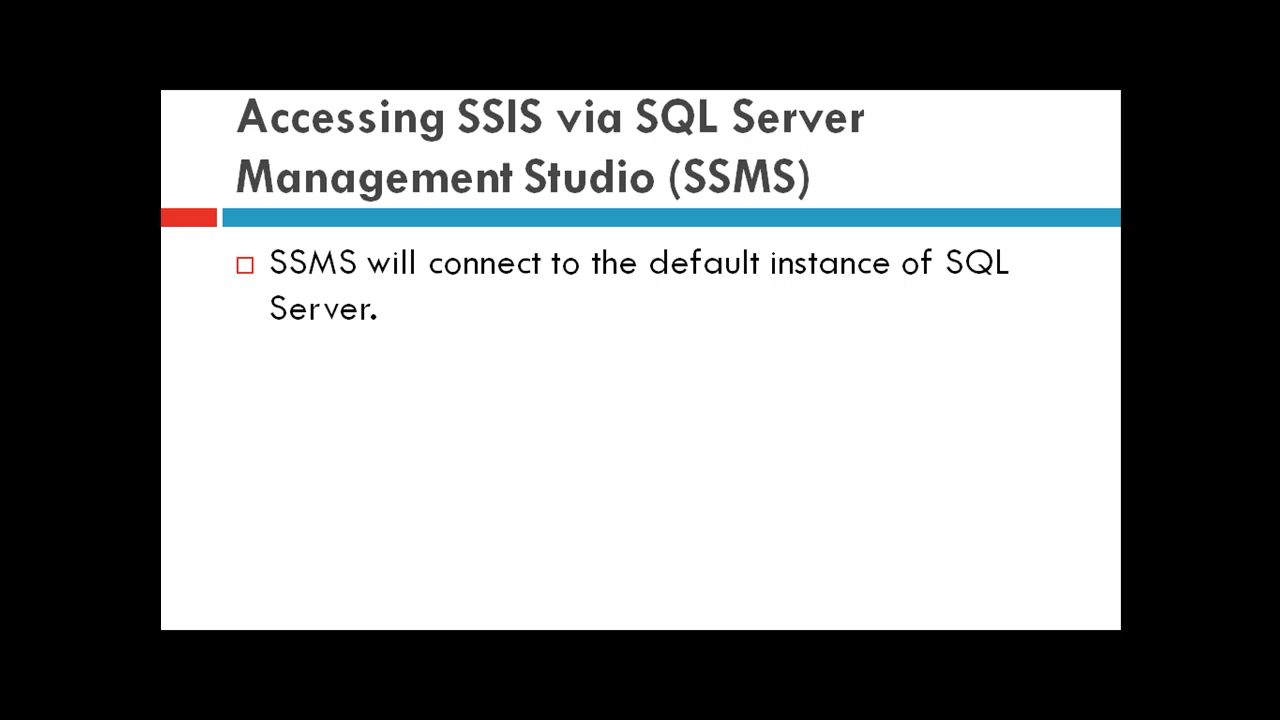 Accessing SSIS via SQL Server
Management Studio (SSMS)
SSMS will connect to the default instance of SQL
Server.